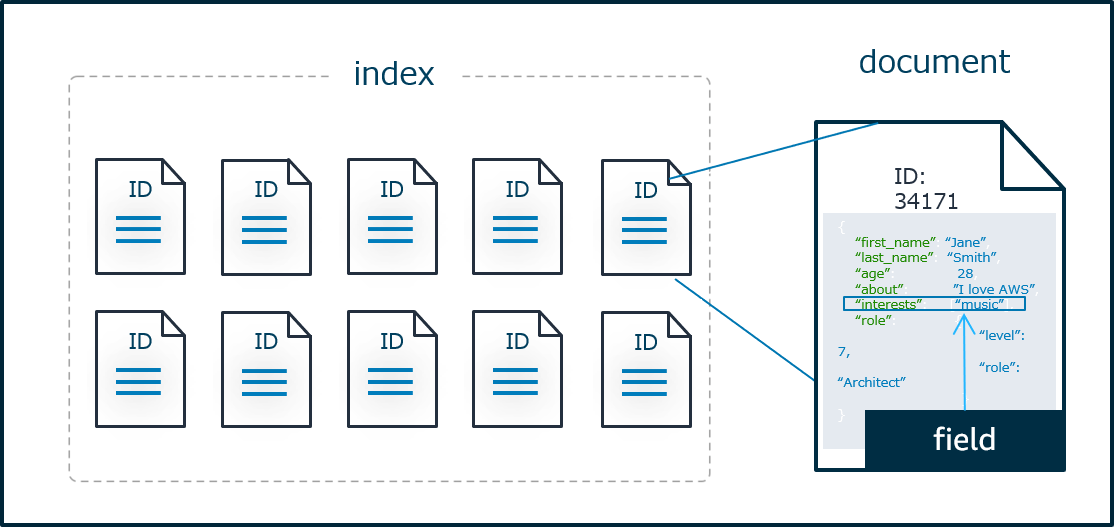 index
document
ID ID ID ID ID
ID ID ID ID ID
ID:
34171
{
“first_name”: “Jane”,
“last_name”: “Smith”,
“age”: 28
“about” "I love AWS”,
“interests”: “music”
“role”
“level”:
7,
“role”:
“Architect”
}
field